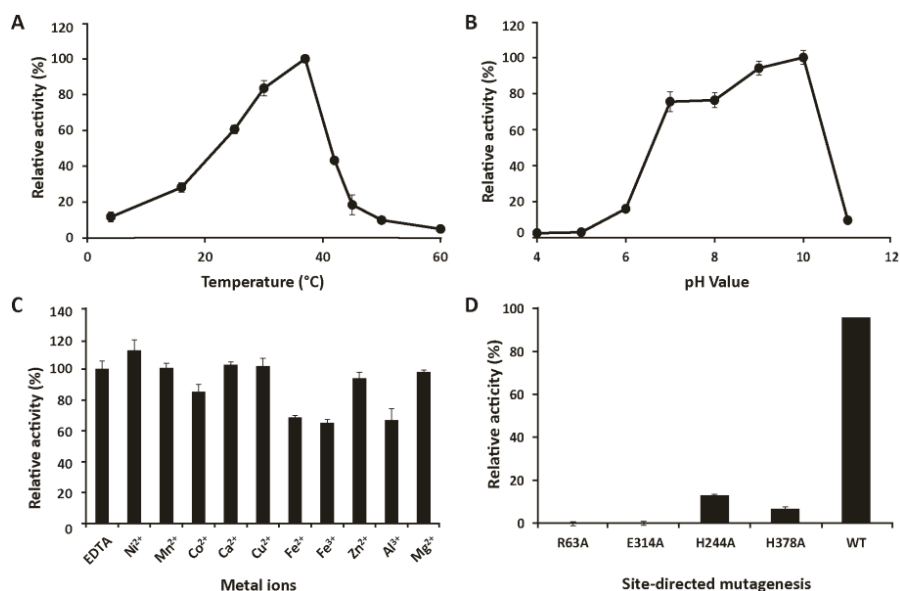 A
Relative activity (%)
120
100
80
60
40
20
0
0 20 40 60
Temperature (°C)
B
Relative activity (%)
120
100
80
60
40
20
0
4 6 8 10 12
pH Value
C
Relative activity (%)
140
120
100
80
60
40
20
0
EDTA Ni²⁺ Mn²⁺ Co²⁺ Ca²⁺ Cu²⁺ Fe²⁺ Fe³⁺ Zn²⁺ Al³⁺ Mg²⁺
Metal ions
D
Relative acticity (%)
100
80
60
40
20
0
R63A E314A H244A H378A WT
Site-directed mutagenesis